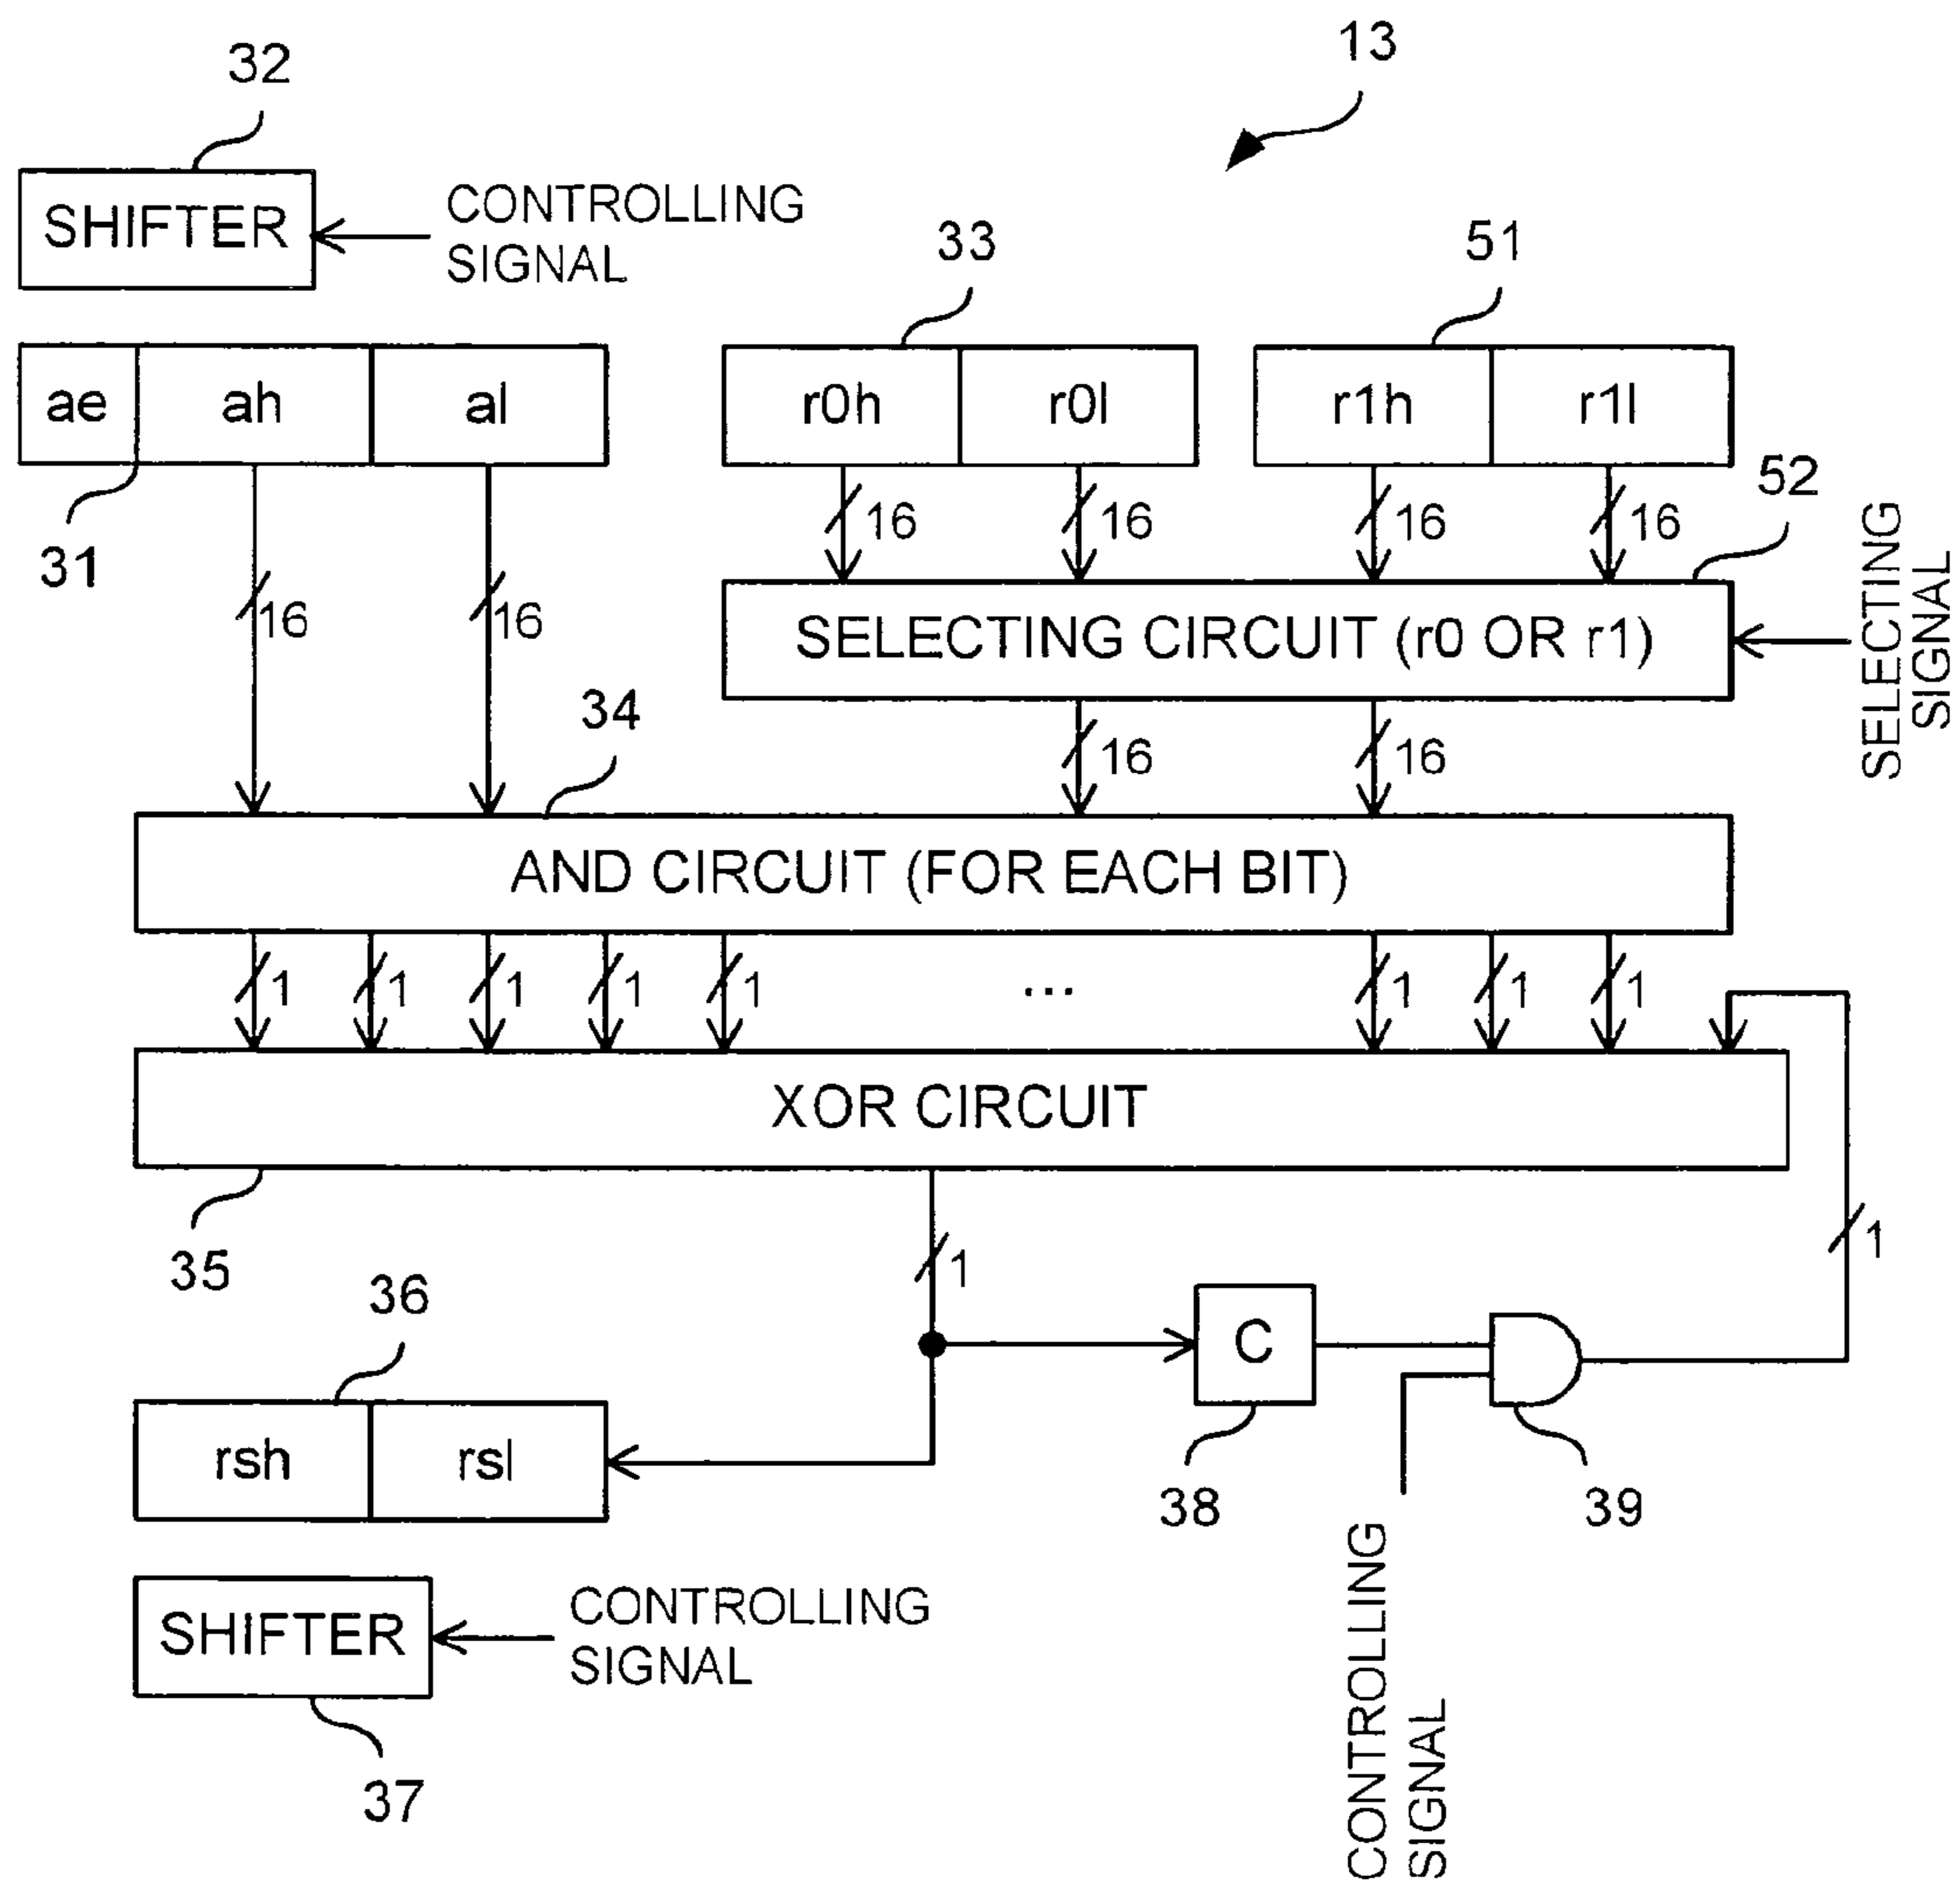 13
32
SHIFTER
CONTROLLING
SIGNAL
33
51
ae ah al
r0h r0l
r1h r1l
31
52
16 16 16 16
SELECTING
SIGNAL
16 16
SELECTING CIRCUIT (r0 OR r1)
34
16 16
AND CIRCUIT (FOR EACH BIT)
1 1 1 1 1 ... 1 1 1
XOR CIRCUIT
35
1
1
36
C
rsh rsl
38
39
SHIFTER
CONTROLLING
SIGNAL
37
CONTROLLING
SIGNAL